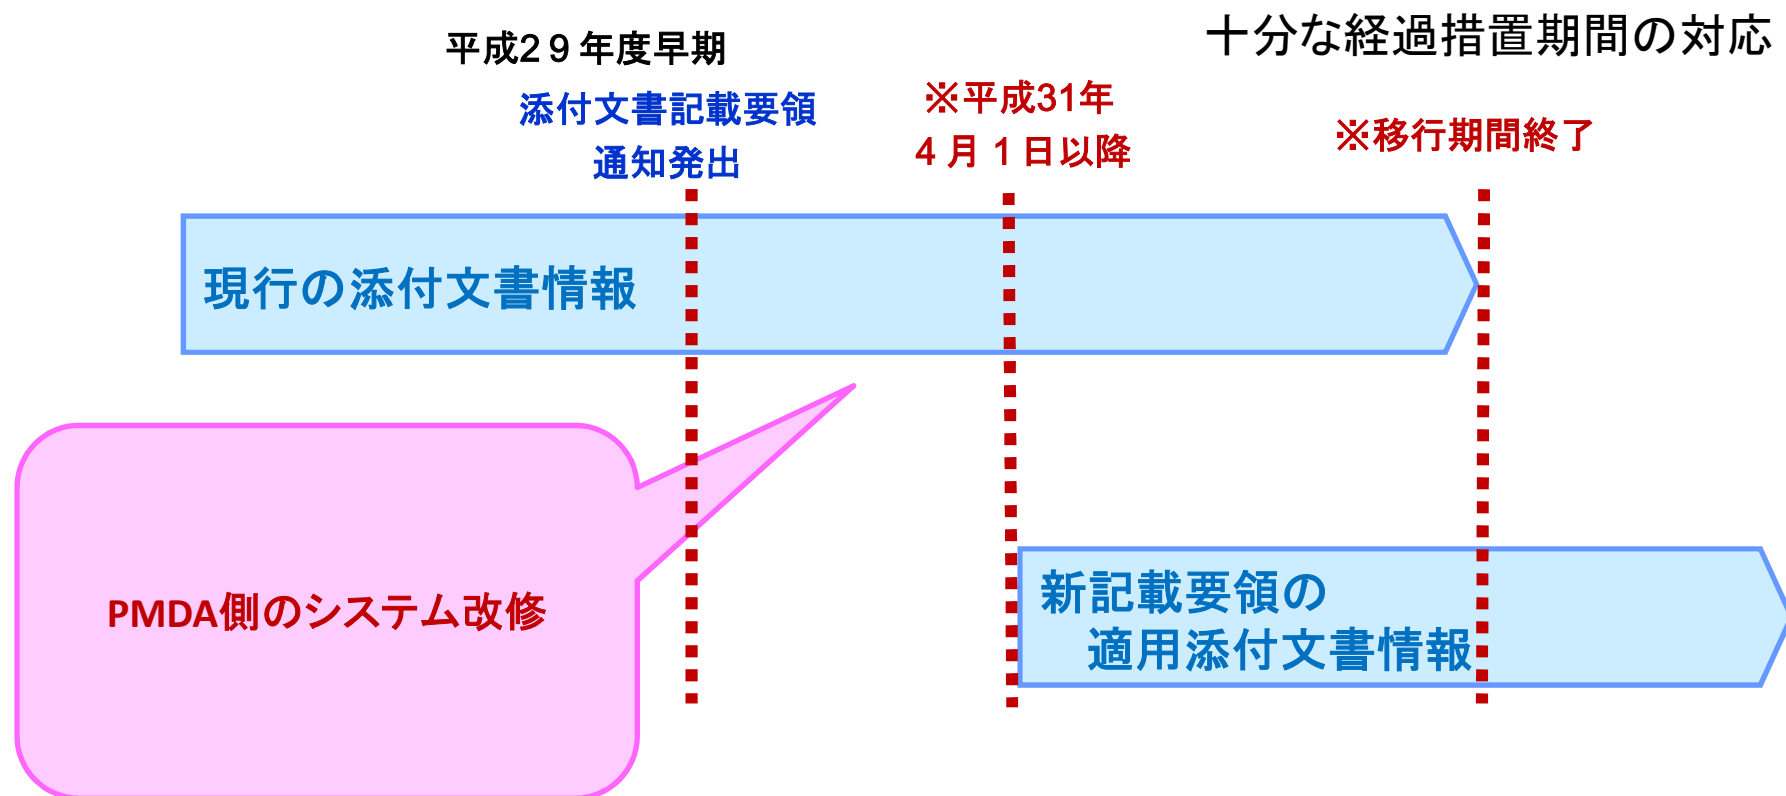 十分な経過措置期間の対応
平成2９年度早期
添付文書記載要領
通知発出
※平成31年
４月１日以降
※移行期間終了
現行の添付文書情報
PMDA側のシステム改修
新記載要領の
適用添付文書情報